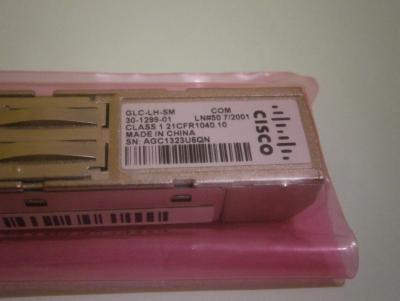 GLC-LH-SM COM
30-1299-01 LN#50 7/2001
CLASS 1 21CFR1040.10
MADE IN CHINA
SN: AGC1323U6QN
CISCO